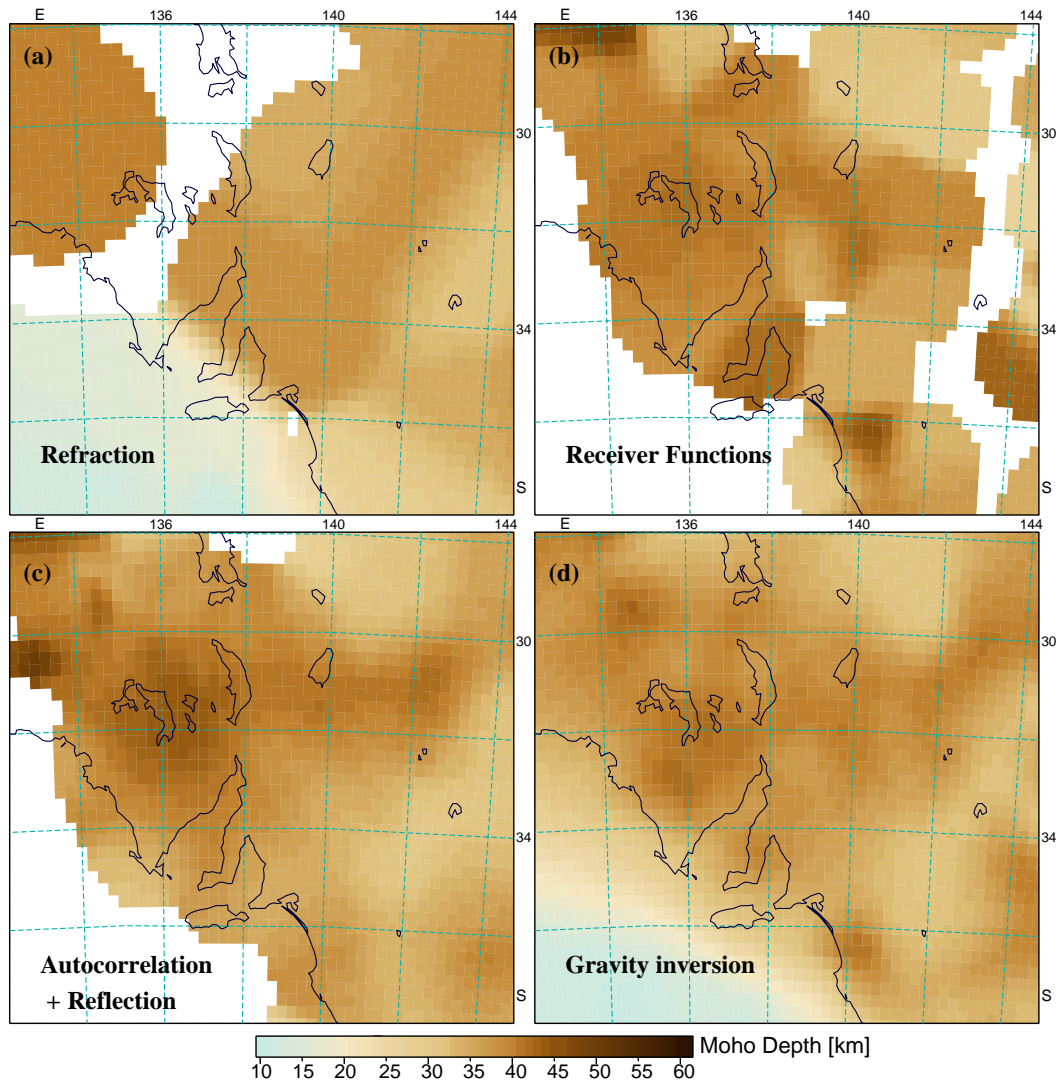 E 136 140 144
(a)
30
34
Refraction
S
E 136 140 144
(b)
30
34
Receiver Functions
S
E 136 140 144
(c)
30
34
Autocorrelation
+ Reflection
S
E 136 140 144
(d)
30
34
Gravity inversion
S
Moho Depth [km]
10 15 20 25 30 35 40 45 50 55 60